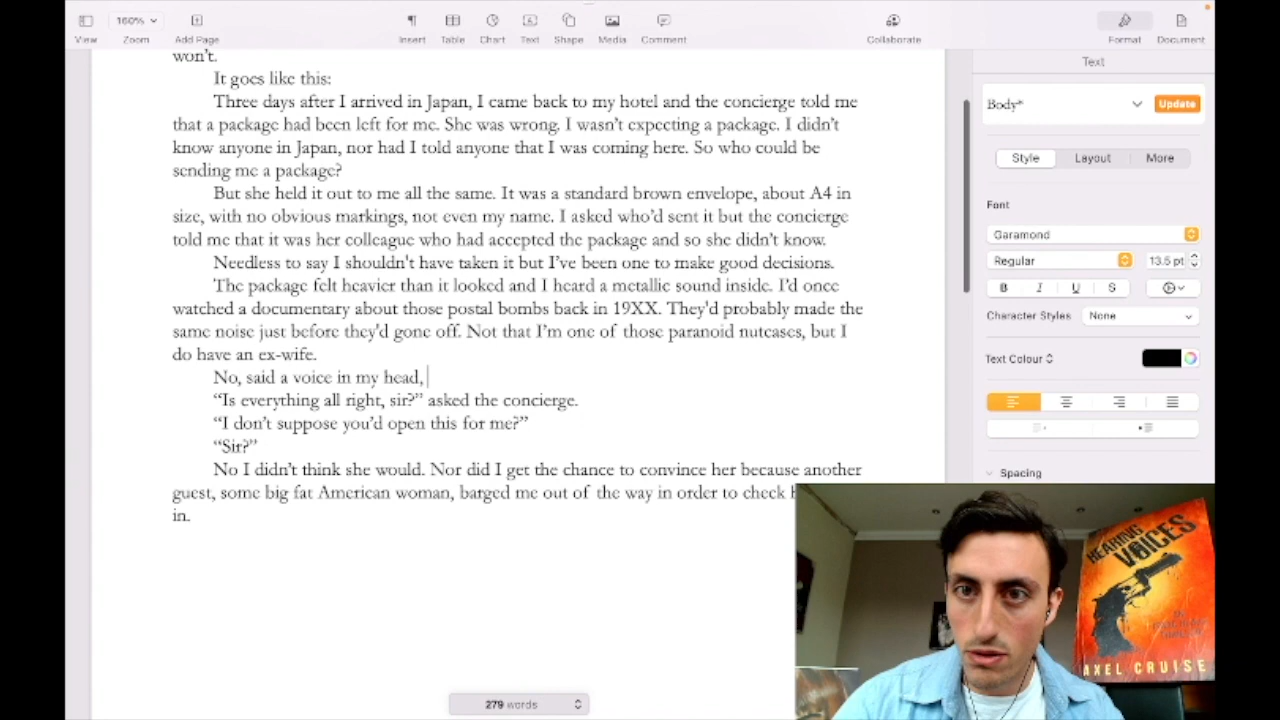 160%
View
Zoom
Add Page
Insert
Table
Chart
Text
Shape
Media
Comment
Collaborate
Format
Document
won't.
It goes like this:
Three days after I arrived in Japan, I came back to my hotel and the concierge told me
that a package had been left for me. She was wrong. I wasn't expecting a package. I didn't
know anyone in Japan, nor had I told anyone that I was coming here. So who could be
sending me a package?
But she held it out to me all the same. It was a standard brown envelope, about A4 in
size, with no obvious markings, not even my name. I asked who'd sent it but the concierge
told me that it was her colleague who had accepted the package and so she didn't know.
Needless to say I shouldn't have taken it but I've been one to make good decisions.
The package felt heavier than it looked and I heard a metallic sound inside. I'd once
watched a documentary about those postal bombs back in 19XX. They'd probably made the
same noise just before they'd gone off. Not that I'm one of those paranoid nutcases, but I
do have an ex-wife.
No, said a voice in my head,
“Is everything all right, sir?” asked the concierge.
“I don't suppose you'd open this for me?”
“Sir?”
No I didn't think she would. Nor did I get the chance to convince her because another
guest, some big fat American woman, barged me out of the way in order to check
in.
279 words
Text
Body*
Update
Style
Layout
More
Font
Garamond
Regular
13.5 pt
B I U S
Character Styles
None
Text Colour
Spacing
HEARING
VOICES
AXEL CRUISE